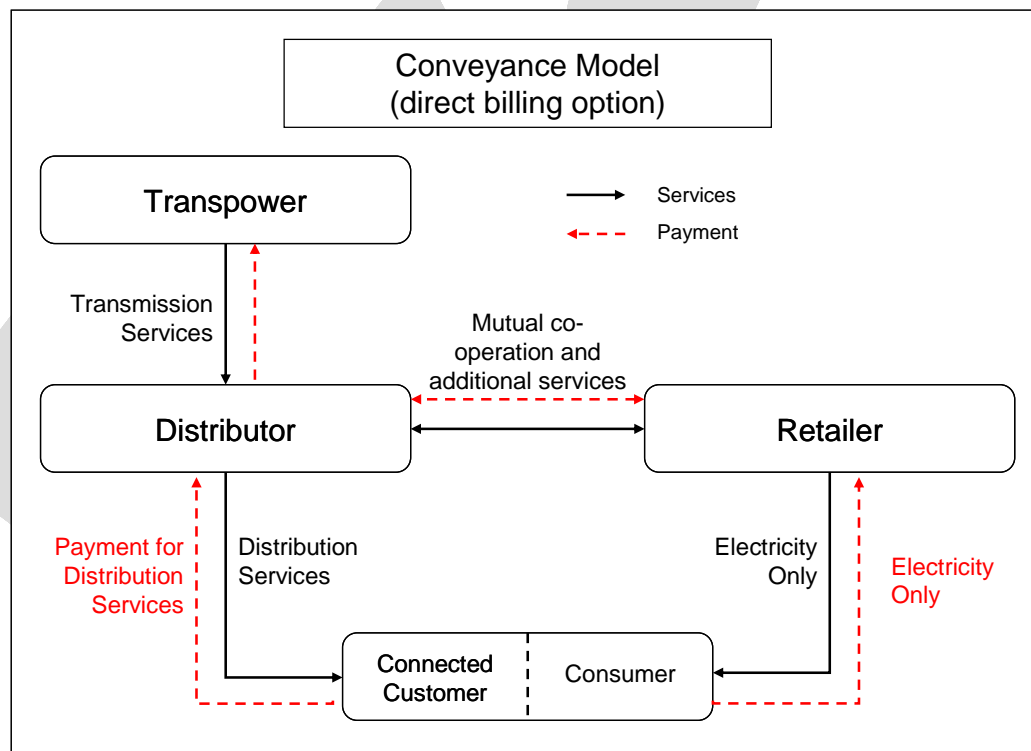 Conveyance Model
(direct billing option)
Transpower
Services
Payment
Transmission
Services
Mutual co-
operation and
additional services
Distributor
Retailer
Payment for
Distribution
Services
Distribution
Services
Electricity
Only
Electricity
Only
Connected
Customer
Consumer